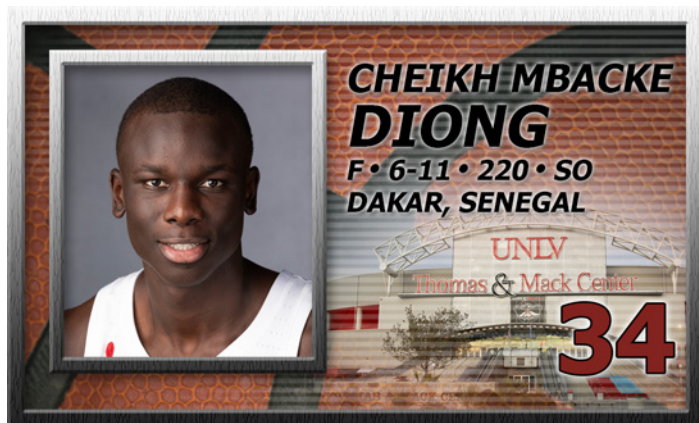 CHEIKH MBACKE
DIONG
F • 6-11 • 220 • SO
DAKAR, SENEGAL
UNLV
Thomas & Mack Center
34